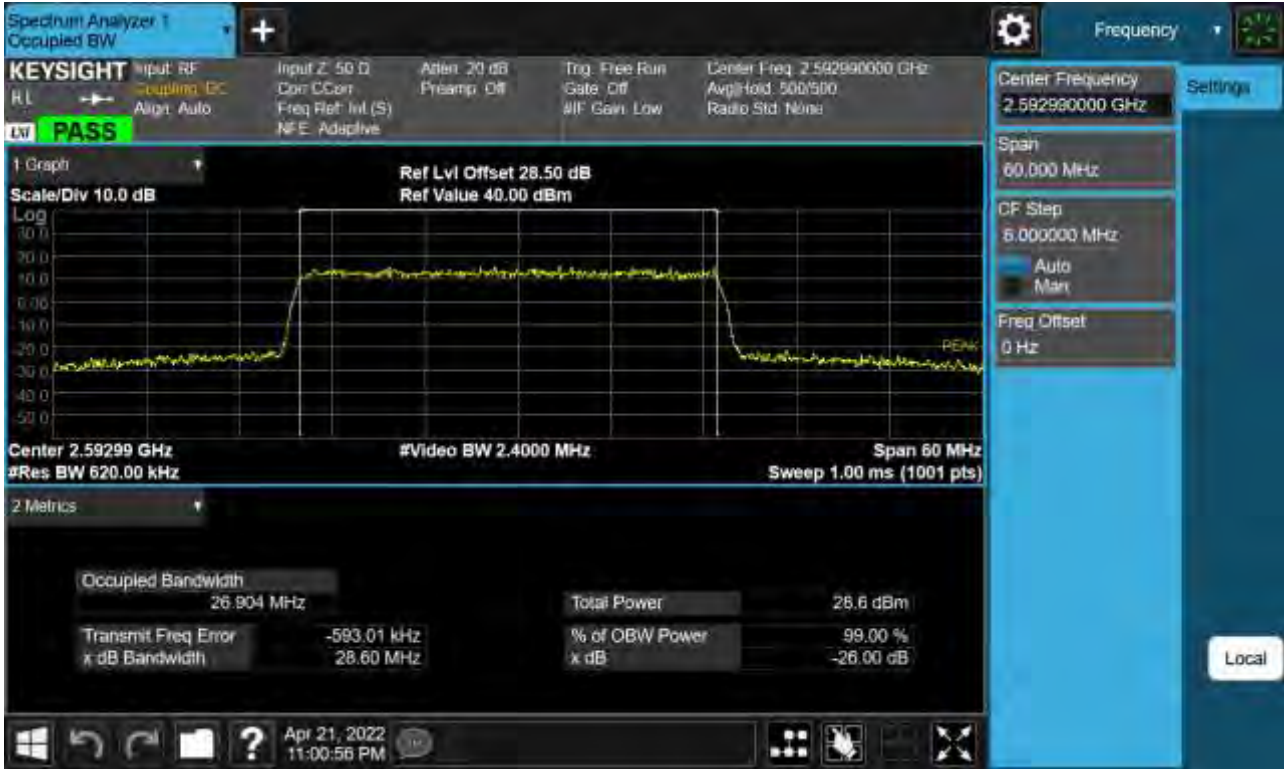 Spectrum Analyzer 1
Occupied BW
Frequency
KEYSIGHT
Input: RF
Coupling: DC
Align: Auto
Input Z: 50 Ω
Corr CCorr
Freq Ref: Int (S)
NFE: Adaptive
Atten: 20 dB
Preamp: Off
Trig: Free Run
Gate: Off
#IF Gain: Low
Center Freq: 2.592990000 GHz
Avg|Hold: 500/500
Radio Std: None
PASS
Center Frequency
2.592990000 GHz
Settings
Span
60.000 MHz
CF Step
6.000000 MHz
Auto
Man
Freq Offset
0 Hz
1 Graph
Scale/Div 10.0 dB
Ref Lvl Offset 28.50 dB
Ref Value 40.00 dBm
Log
30.0
20.0
10.0
0.00
-10.0
-20.0
-30.0
-40.0
-50.0
PEAK
Center 2.59299 GHz
#Video BW 2.4000 MHz
Span 60 MHz
#Res BW 620.00 kHz
Sweep 1.00 ms (1001 pts)
2 Metrics
Occupied Bandwidth
26.904 MHz
Total Power
28.6 dBm
Transmit Freq Error
-593.01 kHz
% of OBW Power
99.00 %
x dB Bandwidth
28.60 MHz
x dB
-26.00 dB
Local
?
Apr 21, 2022
11:00:56 PM